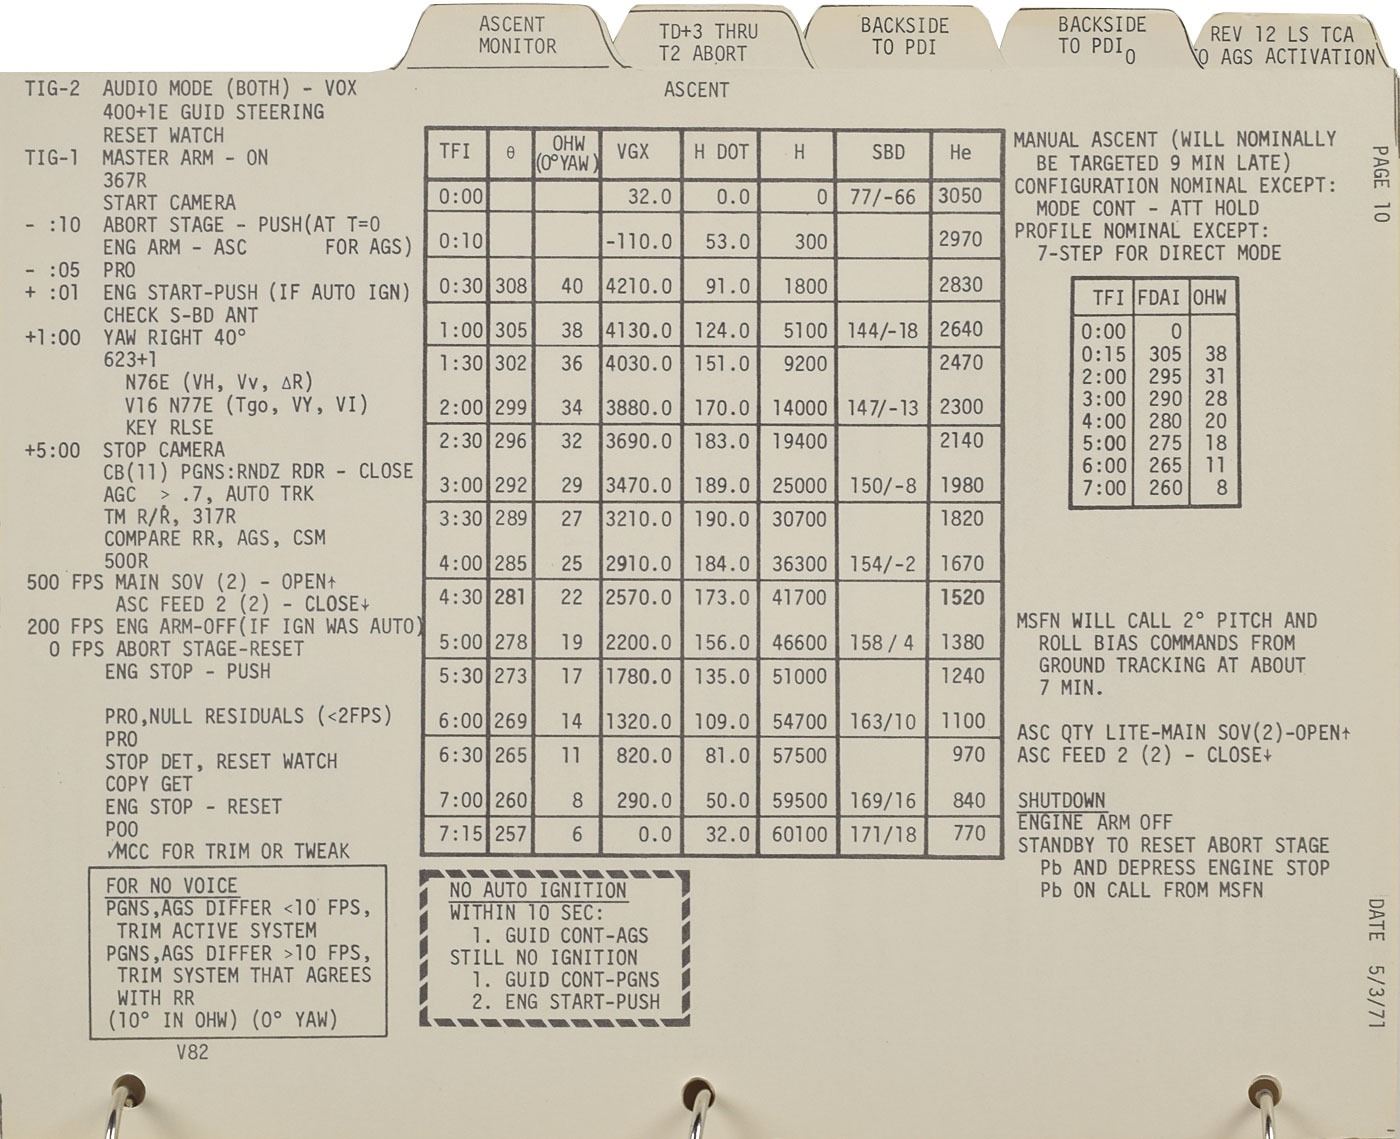 ASCENT
MONITOR
TD+3 THRU
T2 ABORT
BACKSIDE
TO PDI
BACKSIDE
TO PDI0
REV 12 LS TCA
TO AGS ACTIVATION
ASCENT
PAGE 10
TIG-2 AUDIO MODE (BOTH) - VOX
400+1E GUID STEERING
RESET WATCH
TIG-1 MASTER ARM - ON
367R
START CAMERA
- :10 ABORT STAGE - PUSH(AT T=0
ENG ARM - ASC FOR AGS)
- :05 PRO
+ :01 ENG START-PUSH (IF AUTO IGN)
CHECK S-BD ANT
+1:00 YAW RIGHT 40°
623+1
N76E (VH, Vv, ΔR)
V16 N77E (Tgo, VY, VI)
KEY RLSE
+5:00 STOP CAMERA
CB(11) PGNS:RNDZ RDR - CLOSE
AGC > .7, AUTO TRK
TM R/Ṙ, 317R
COMPARE RR, AGS, CSM
500R
500 FPS MAIN SOV (2) - OPEN↑
ASC FEED 2 (2) - CLOSE↓
200 FPS ENG ARM-OFF(IF IGN WAS AUTO)
0 FPS ABORT STAGE-RESET
ENG STOP - PUSH
PRO,NULL RESIDUALS (<2FPS)
PRO
STOP DET, RESET WATCH
COPY GET
ENG STOP - RESET
POO
✓MCC FOR TRIM OR TWEAK
FOR NO VOICE
PGNS,AGS DIFFER <10 FPS,
TRIM ACTIVE SYSTEM
PGNS,AGS DIFFER >10 FPS,
TRIM SYSTEM THAT AGREES
WITH RR
(10° IN OHW) (0° YAW)
V82
TFI θ OHW (0°YAW) VGX H DOT H SBD He
0:00 32.0 0.0 0 77/-66 3050
0:10 -110.0 53.0 300 2970
0:30 308 40 4210.0 91.0 1800 2830
1:00 305 38 4130.0 124.0 5100 144/-18 2640
1:30 302 36 4030.0 151.0 9200 2470
2:00 299 34 3880.0 170.0 14000 147/-13 2300
2:30 296 32 3690.0 183.0 19400 2140
3:00 292 29 3470.0 189.0 25000 150/-8 1980
3:30 289 27 3210.0 190.0 30700 1820
4:00 285 25 2910.0 184.0 36300 154/-2 1670
4:30 281 22 2570.0 173.0 41700 1520
5:00 278 19 2200.0 156.0 46600 158/4 1380
5:30 273 17 1780.0 135.0 51000 1240
6:00 269 14 1320.0 109.0 54700 163/10 1100
6:30 265 11 820.0 81.0 57500 970
7:00 260 8 290.0 50.0 59500 169/16 840
7:15 257 6 0.0 32.0 60100 171/18 770
NO AUTO IGNITION
WITHIN 10 SEC:
1. GUID CONT-AGS
STILL NO IGNITION
1. GUID CONT-PGNS
2. ENG START-PUSH
MANUAL ASCENT (WILL NOMINALLY
BE TARGETED 9 MIN LATE)
CONFIGURATION NOMINAL EXCEPT:
MODE CONT - ATT HOLD
PROFILE NOMINAL EXCEPT:
7-STEP FOR DIRECT MODE
TFI FDAI OHW
0:00 0
0:15 305 38
2:00 295 31
3:00 290 28
4:00 280 20
5:00 275 18
6:00 265 11
7:00 260 8
MSFN WILL CALL 2° PITCH AND
ROLL BIAS COMMANDS FROM
GROUND TRACKING AT ABOUT
7 MIN.
ASC QTY LITE-MAIN SOV(2)-OPEN↑
ASC FEED 2 (2) - CLOSE↓
SHUTDOWN
ENGINE ARM OFF
STANDBY TO RESET ABORT STAGE
Pb AND DEPRESS ENGINE STOP
Pb ON CALL FROM MSFN
DATE 5/3/71